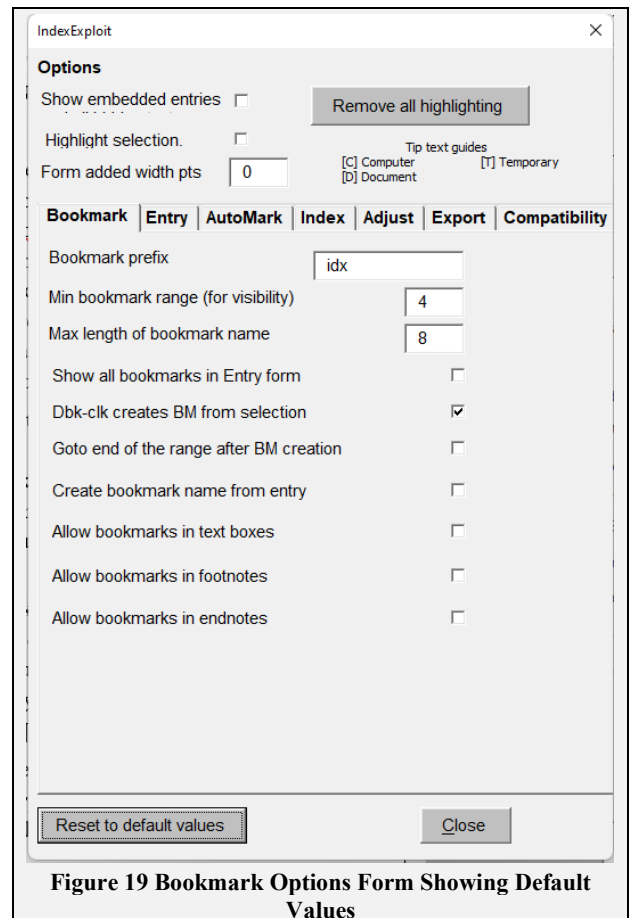 IndexExploit
Options
Show embedded entries
Remove all highlighting
Highlight selection.
Tip text guides
[C] Computer [T] Temporary
[D] Document
Form added width pts 0
Bookmark Entry AutoMark Index Adjust Export Compatibility
Bookmark prefix idx
Min bookmark range (for visibility) 4
Max length of bookmark name 8
Show all bookmarks in Entry form
Dbk-clk creates BM from selection
Goto end of the range after BM creation
Create bookmark name from entry
Allow bookmarks in text boxes
Allow bookmarks in footnotes
Allow bookmarks in endnotes
Reset to default values Close
Figure 19 Bookmark Options Form Showing Default
Values